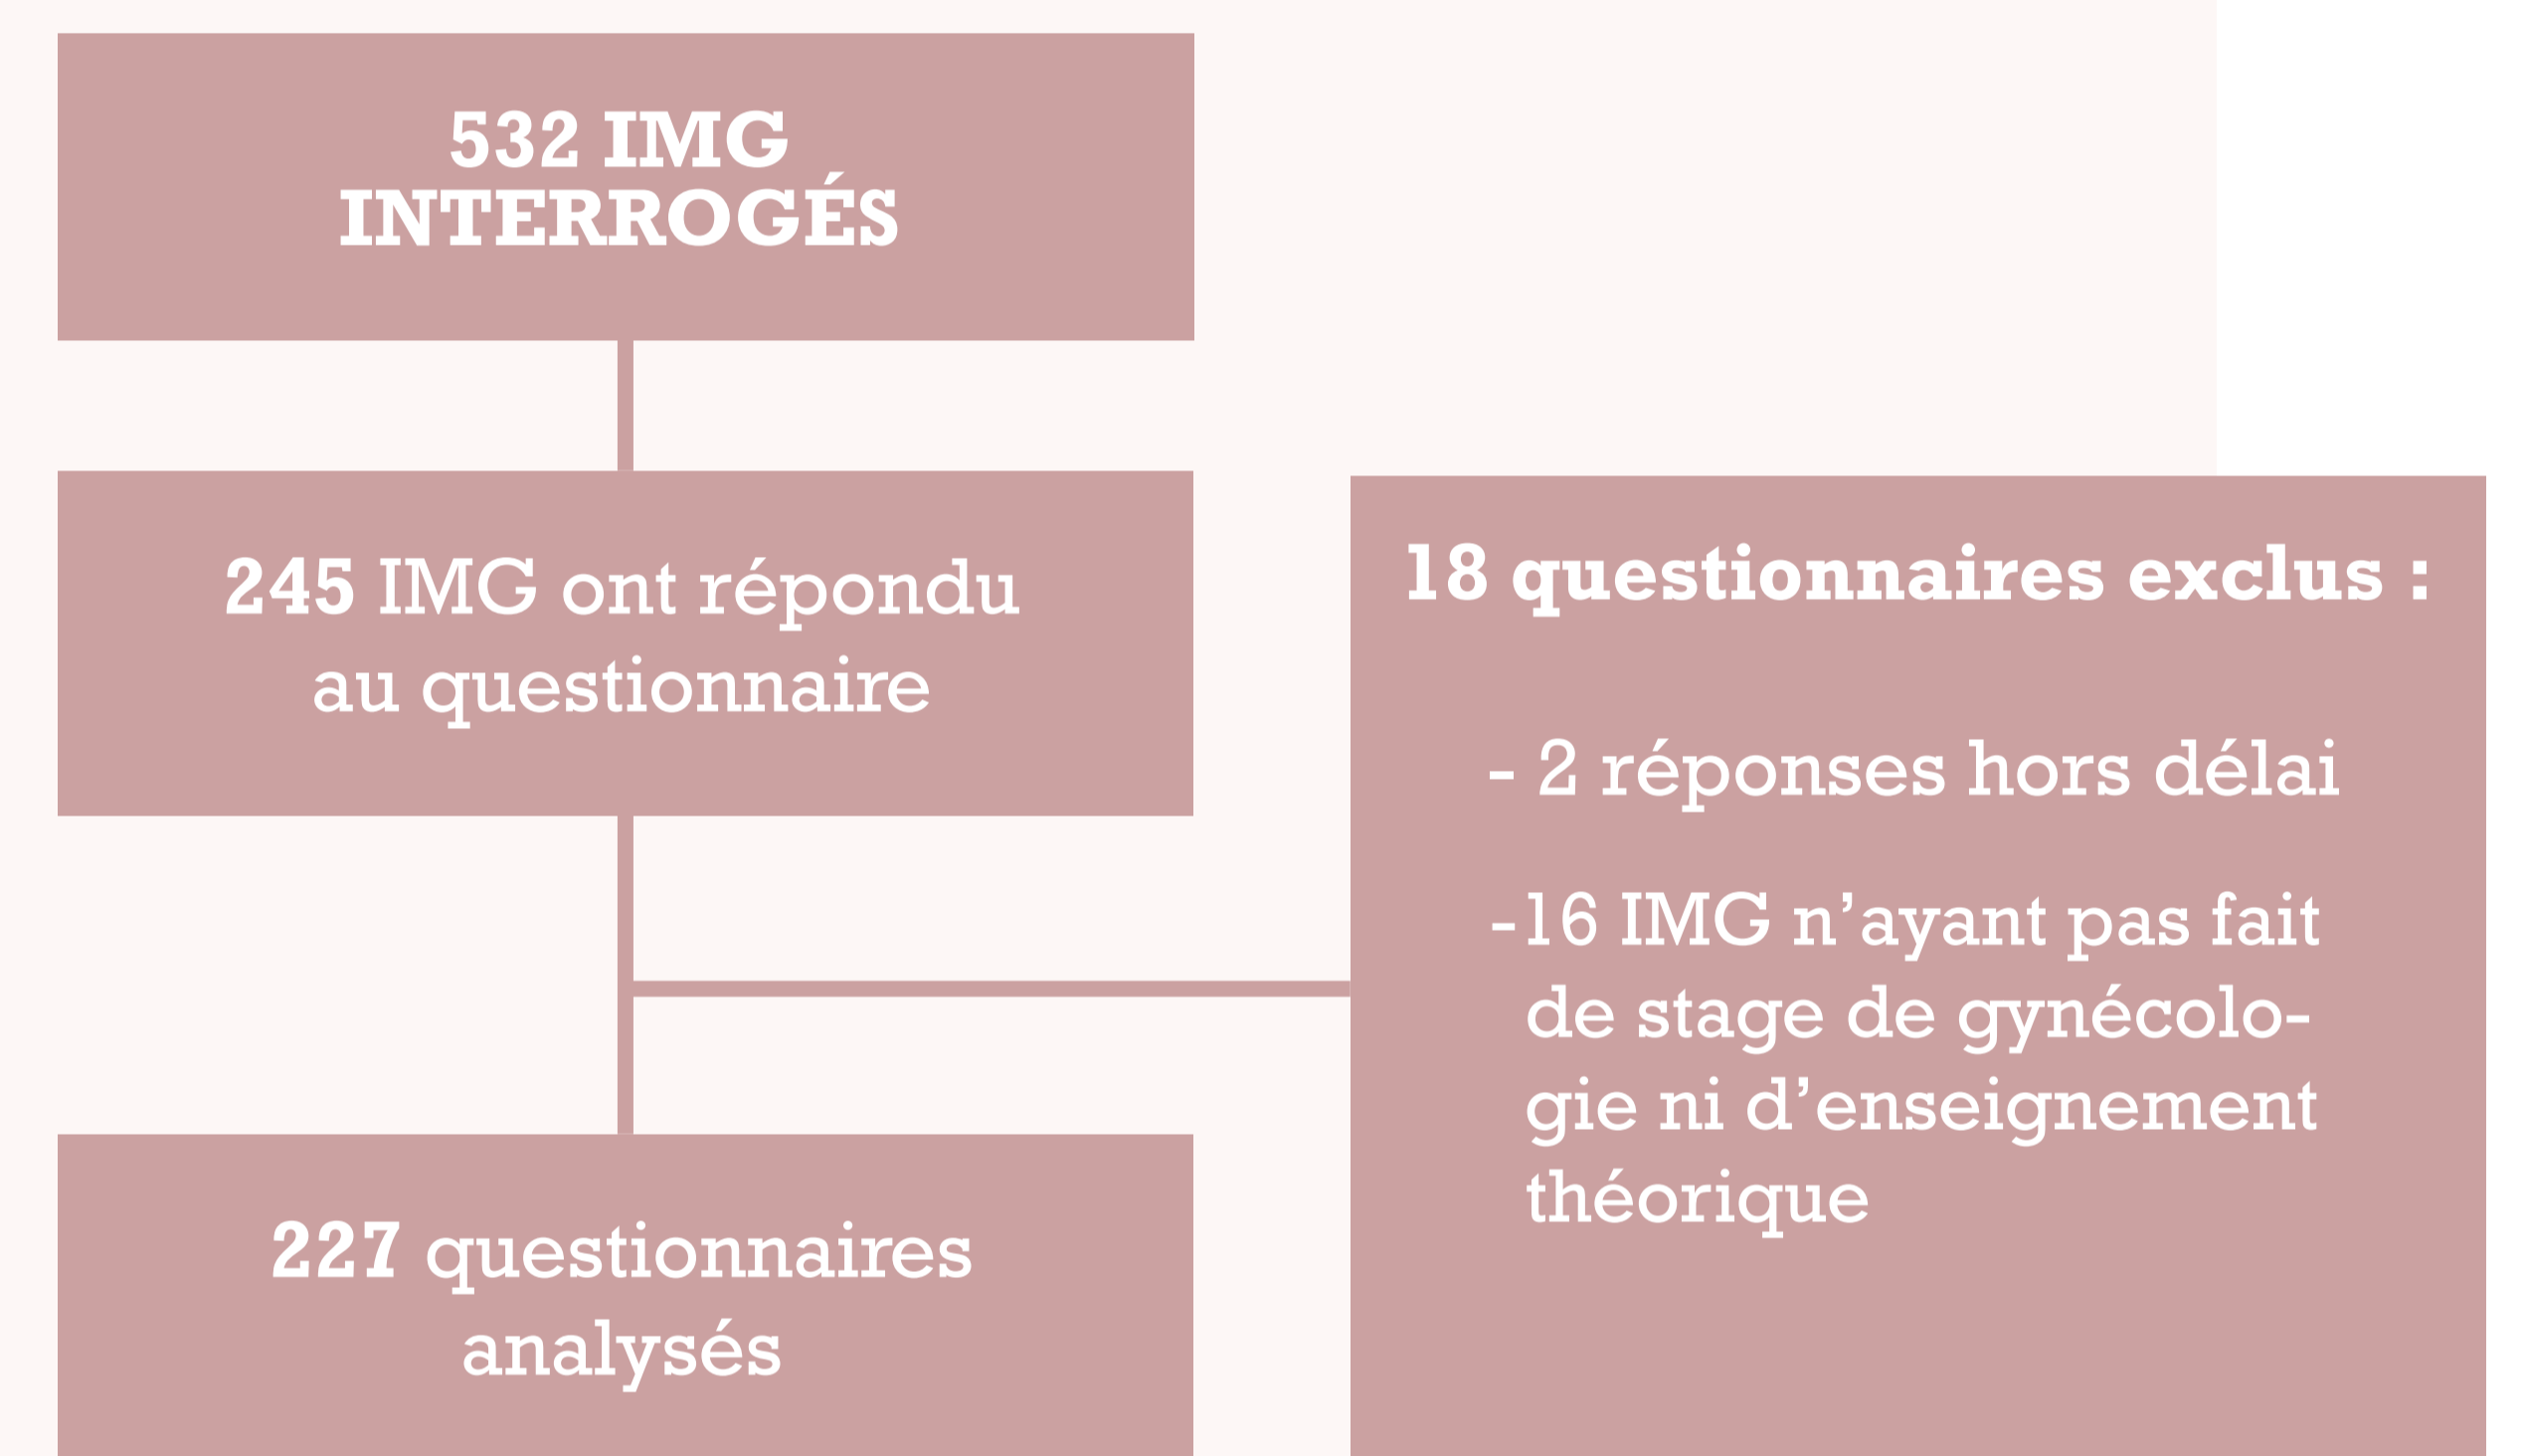 532 IMG
INTERROGÉS
245 IMG ont répondu
au questionnaire
18 questionnaires exclus :
- 2 réponses hors délai
-16 IMG n’ayant pas fait
de stage de gynécolo-
gie ni d’enseignement
théorique
227 questionnaires
analysés